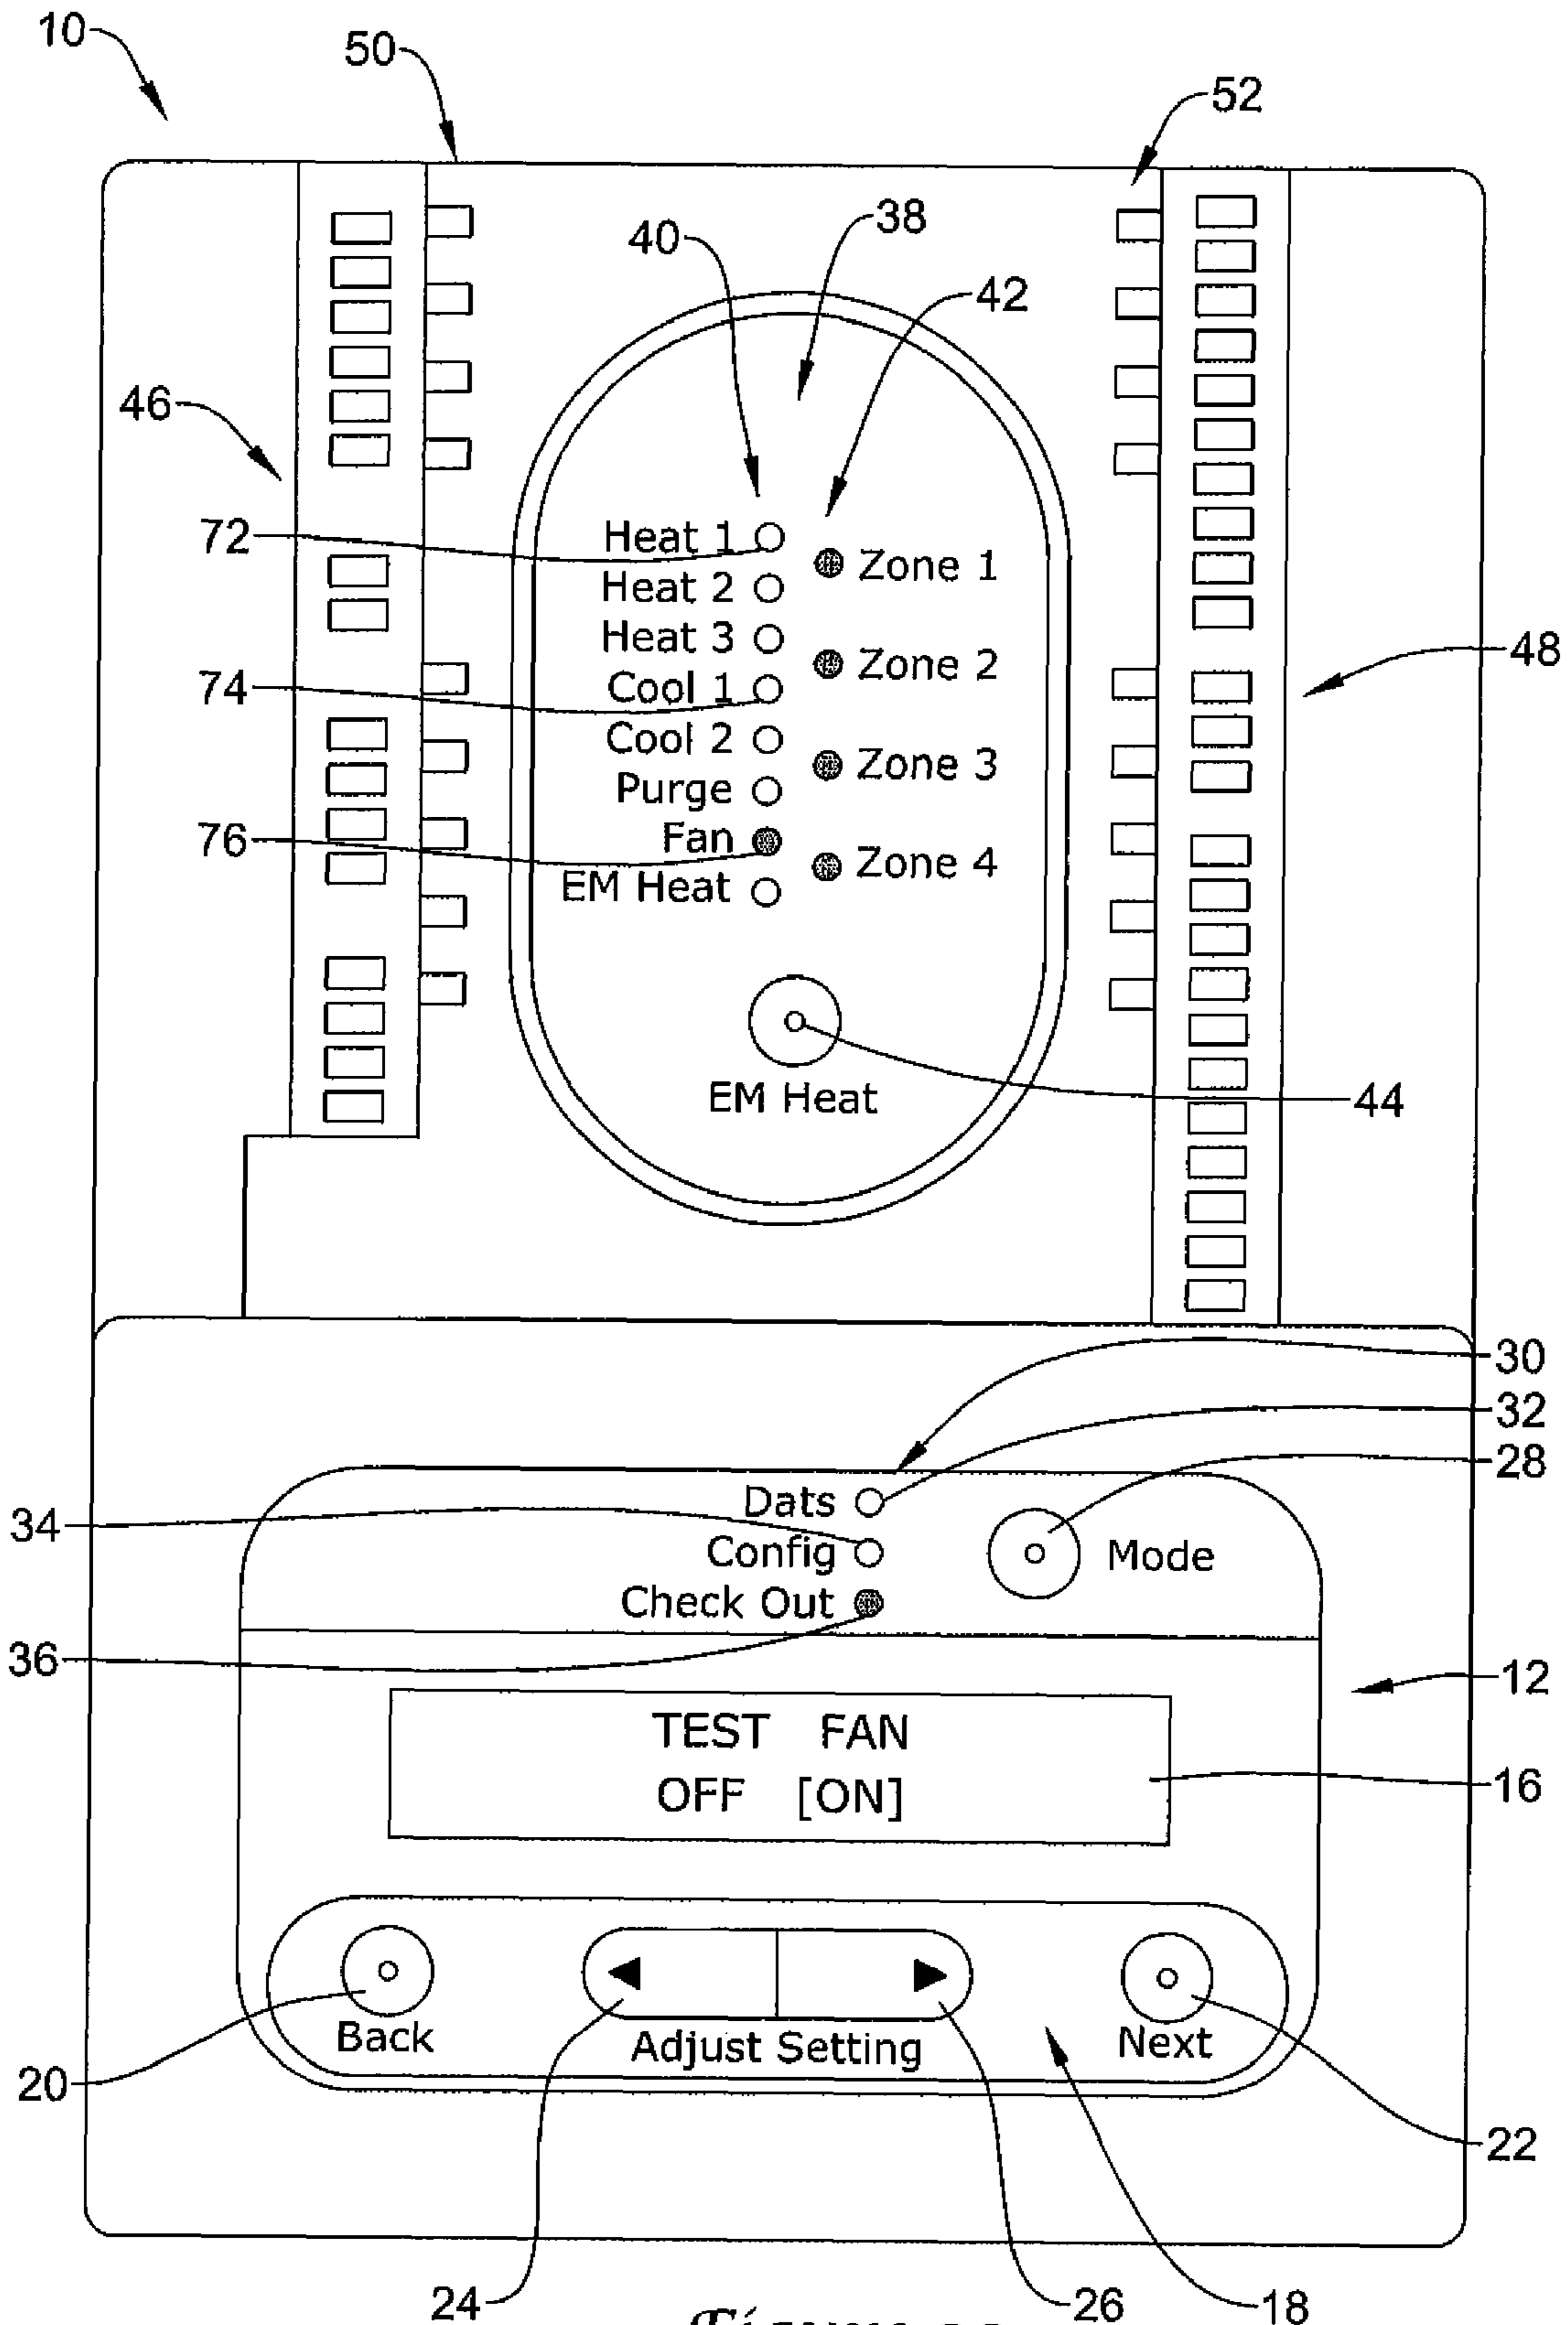 10
50
52
38
40
42
46
72
Heat 1
Zone 1
Heat 2
Heat 3
Zone 2
48
74
Cool 1
Cool 2
Zone 3
Purge
76
Fan
Zone 4
EM Heat
EM Heat
44
30
32
28
Dats
34
Config
Mode
Check Out
36
12
TEST FAN
OFF [ON]
16
Back
Adjust Setting
Next
20
22
24
26
18